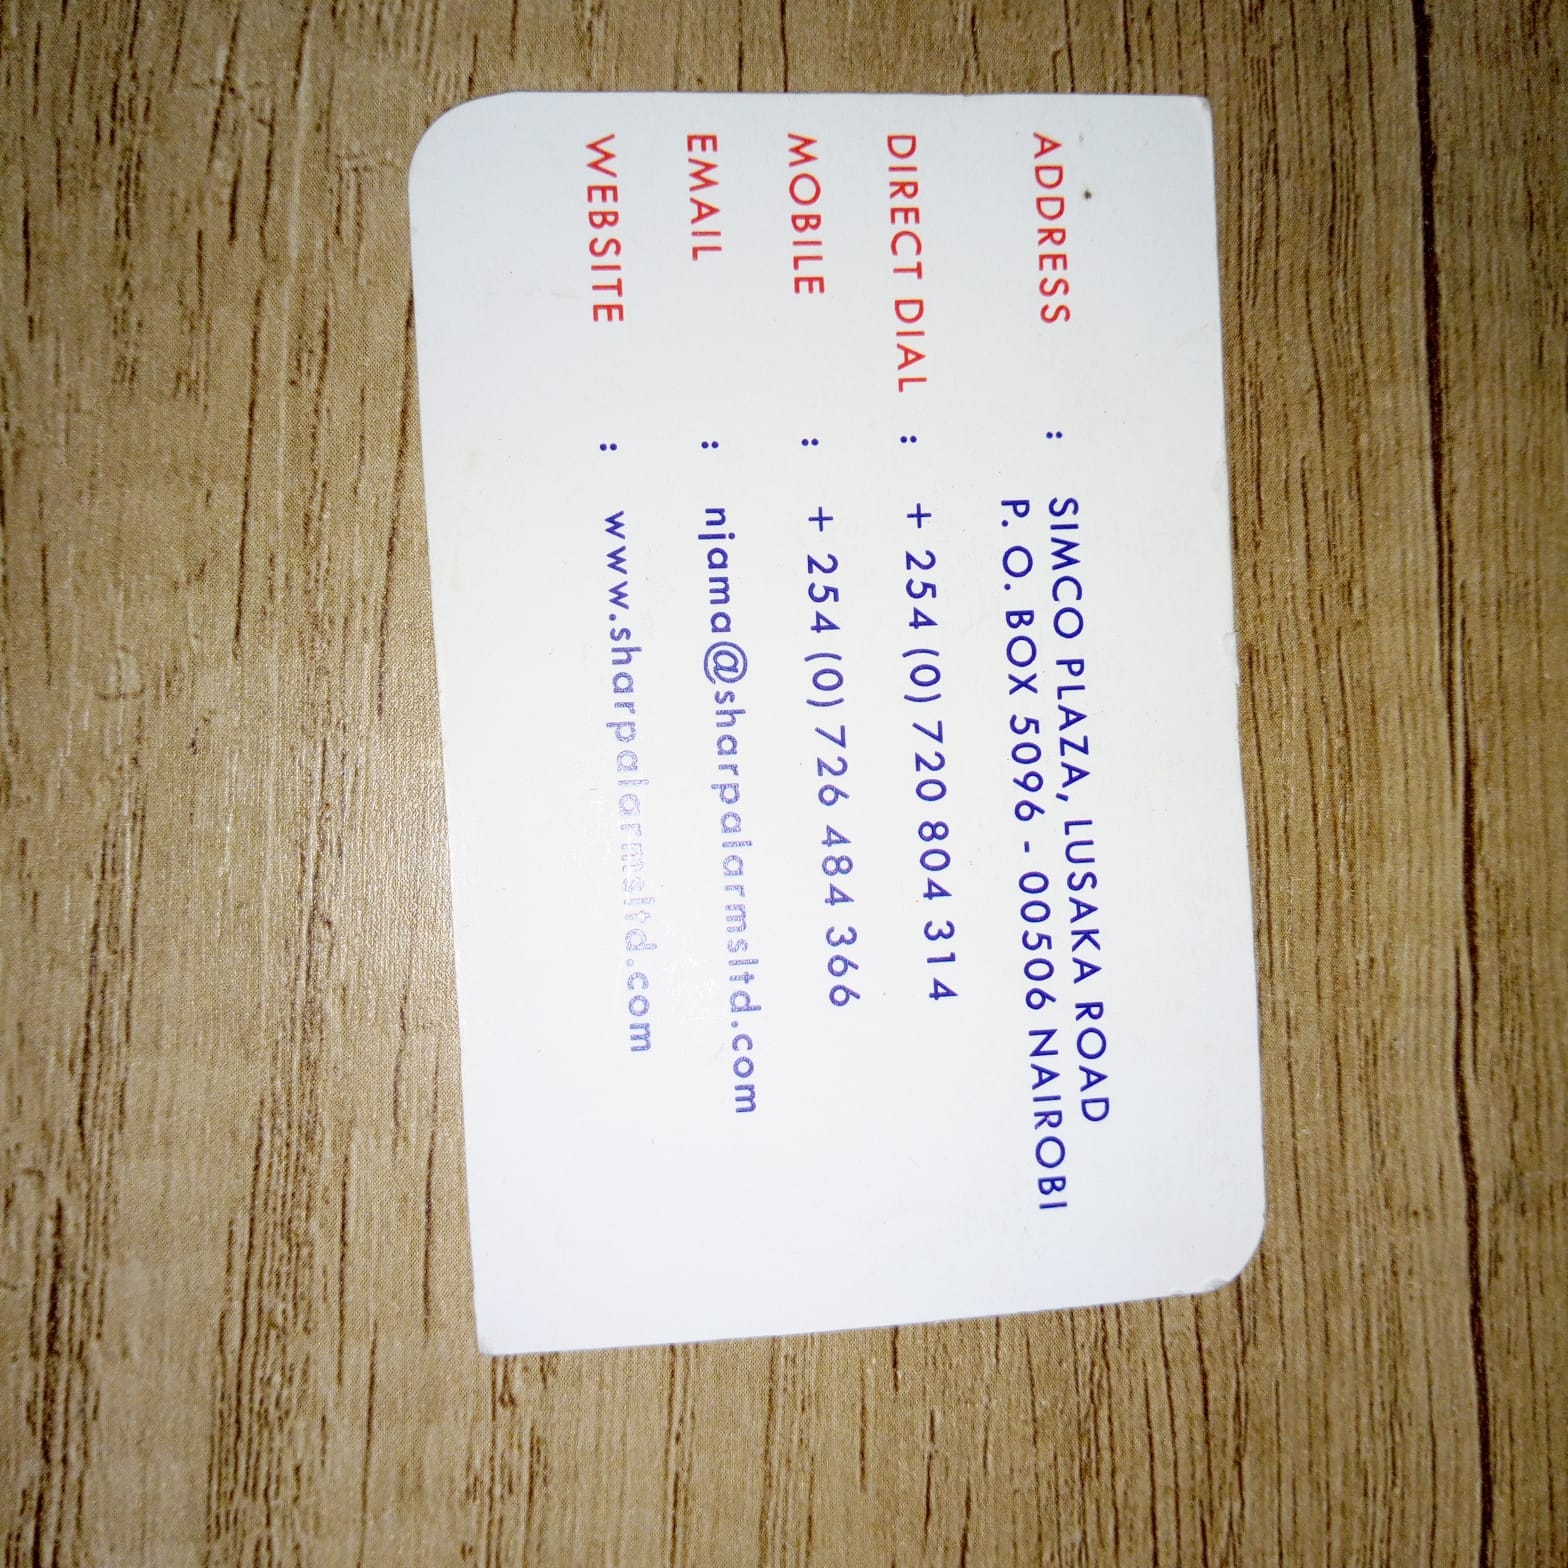 ADDRESS : SIMCO PLAZA, LUSAKA ROAD
P. O. BOX 5096 - 00506 NAIROBI
DIRECT DIAL : + 254 (0) 720 804 314
MOBILE : + 254 (0) 726 484 366
EMAIL : njama@sharpalarmsltd.com
WEBSITE : www.sharpalarmsltd.com